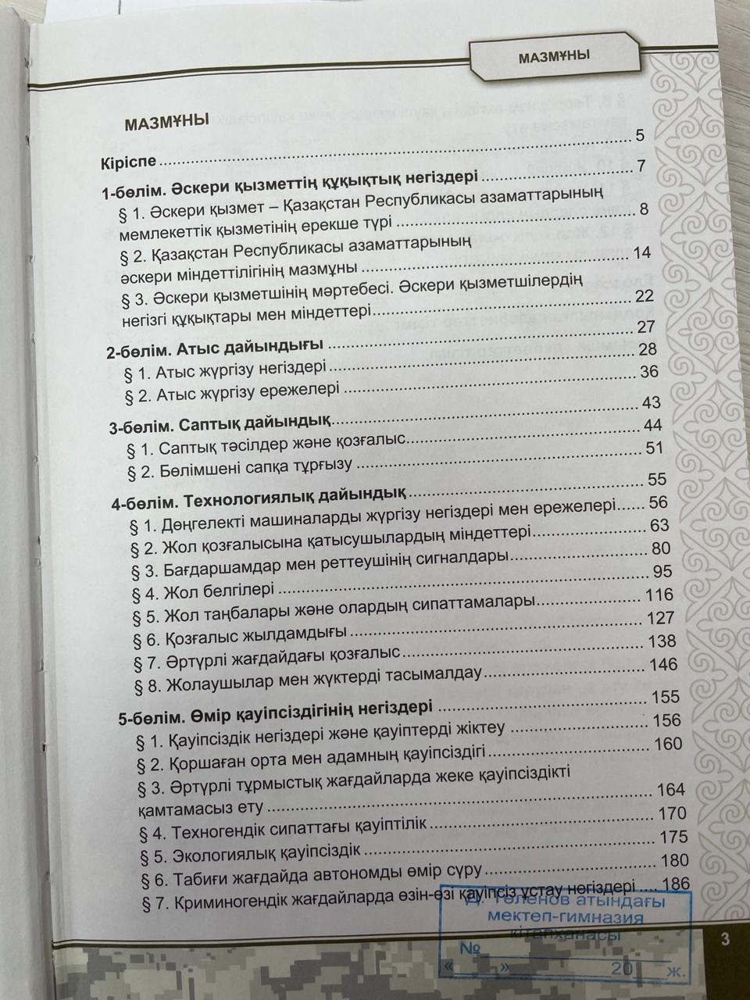 МАЗМҰНЫ
МАЗМҰНЫ
Кіріспе ........ 5
1-бөлім. Әскери қызметтің құқықтық негіздері ........ 7
§ 1. Әскери қызмет – Қазақстан Республикасы азаматтарының
мемлекеттік қызметінің ерекше түрі ........ 8
§ 2. Қазақстан Республикасы азаматтарының
әскери міндеттілігінің мазмұны ........ 14
§ 3. Әскери қызметшінің мәртебесі. Әскери қызметшілердің
негізгі құқықтары мен міндеттері ........ 22
2-бөлім. Атыс дайындығы ........ 27
§ 1. Атыс жүргізу негіздері ........ 28
§ 2. Атыс жүргізу ережелері ........ 36
3-бөлім. Саптық дайындық ........ 43
§ 1. Саптық тәсілдер және қозғалыс ........ 44
§ 2. Бөлімшені сапқа тұрғызу ........ 51
4-бөлім. Технологиялық дайындық ........ 55
§ 1. Дөңгелекті машиналарды жүргізу негіздері мен ережелері ...... 56
§ 2. Жол қозғалысына қатысушылардың міндеттері ........ 63
§ 3. Бағдаршамдар мен реттеушінің сигналдары ........ 80
§ 4. Жол белгілері ........ 95
§ 5. Жол таңбалары және олардың сипаттамалары ........ 116
§ 6. Қозғалыс жылдамдығы ........ 127
§ 7. Әртүрлі жағдайдағы қозғалыс ........ 138
§ 8. Жолаушылар мен жүктерді тасымалдау ........ 146
5-бөлім. Өмір қауіпсіздігінің негіздері ........ 155
§ 1. Қауіпсіздік негіздері және қауіптерді жіктеу ........ 156
§ 2. Қоршаған орта мен адамның қауіпсіздігі ........ 160
§ 3. Әртүрлі тұрмыстық жағдайларда жеке қауіпсіздікті
қамтамасыз ету ........ 164
§ 4. Техногендік сипаттағы қауіптілік ........ 170
§ 5. Экологиялық қауіпсіздік ........ 175
§ 6. Табиғи жағдайда автономды өмір сүру ........ 180
§ 7. Криминогендік жағдайларда өзін-өзі қауіпсіз ұстау негіздері .... 186
Д. Төленов атындағы
мектеп-гимназия
кітапханасы
№
« » 20 ж.
3